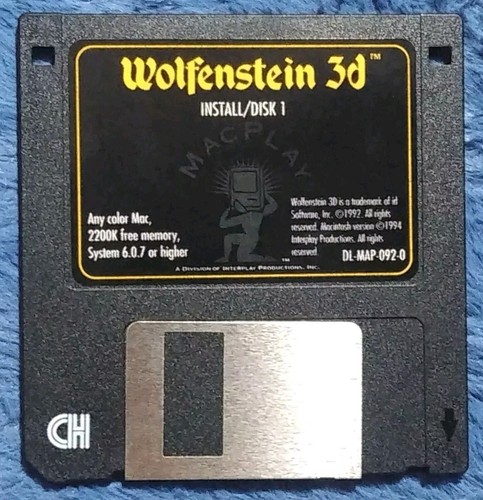 Wolfenstein 3d™
INSTALL/DISK 1
MACPLAY
Any color Mac,
2200K free memory,
System 6.0.7 or higher
Wolfenstein 3D is a trademark of id
Software, Inc. ©1992. All rights
reserved. Macintosh version ©1994
Interplay Productions. All rights
reserved.
DL-MAP-092-0
™
A DIVISION OF INTERPLAY PRODUCTIONS, INC.
CH